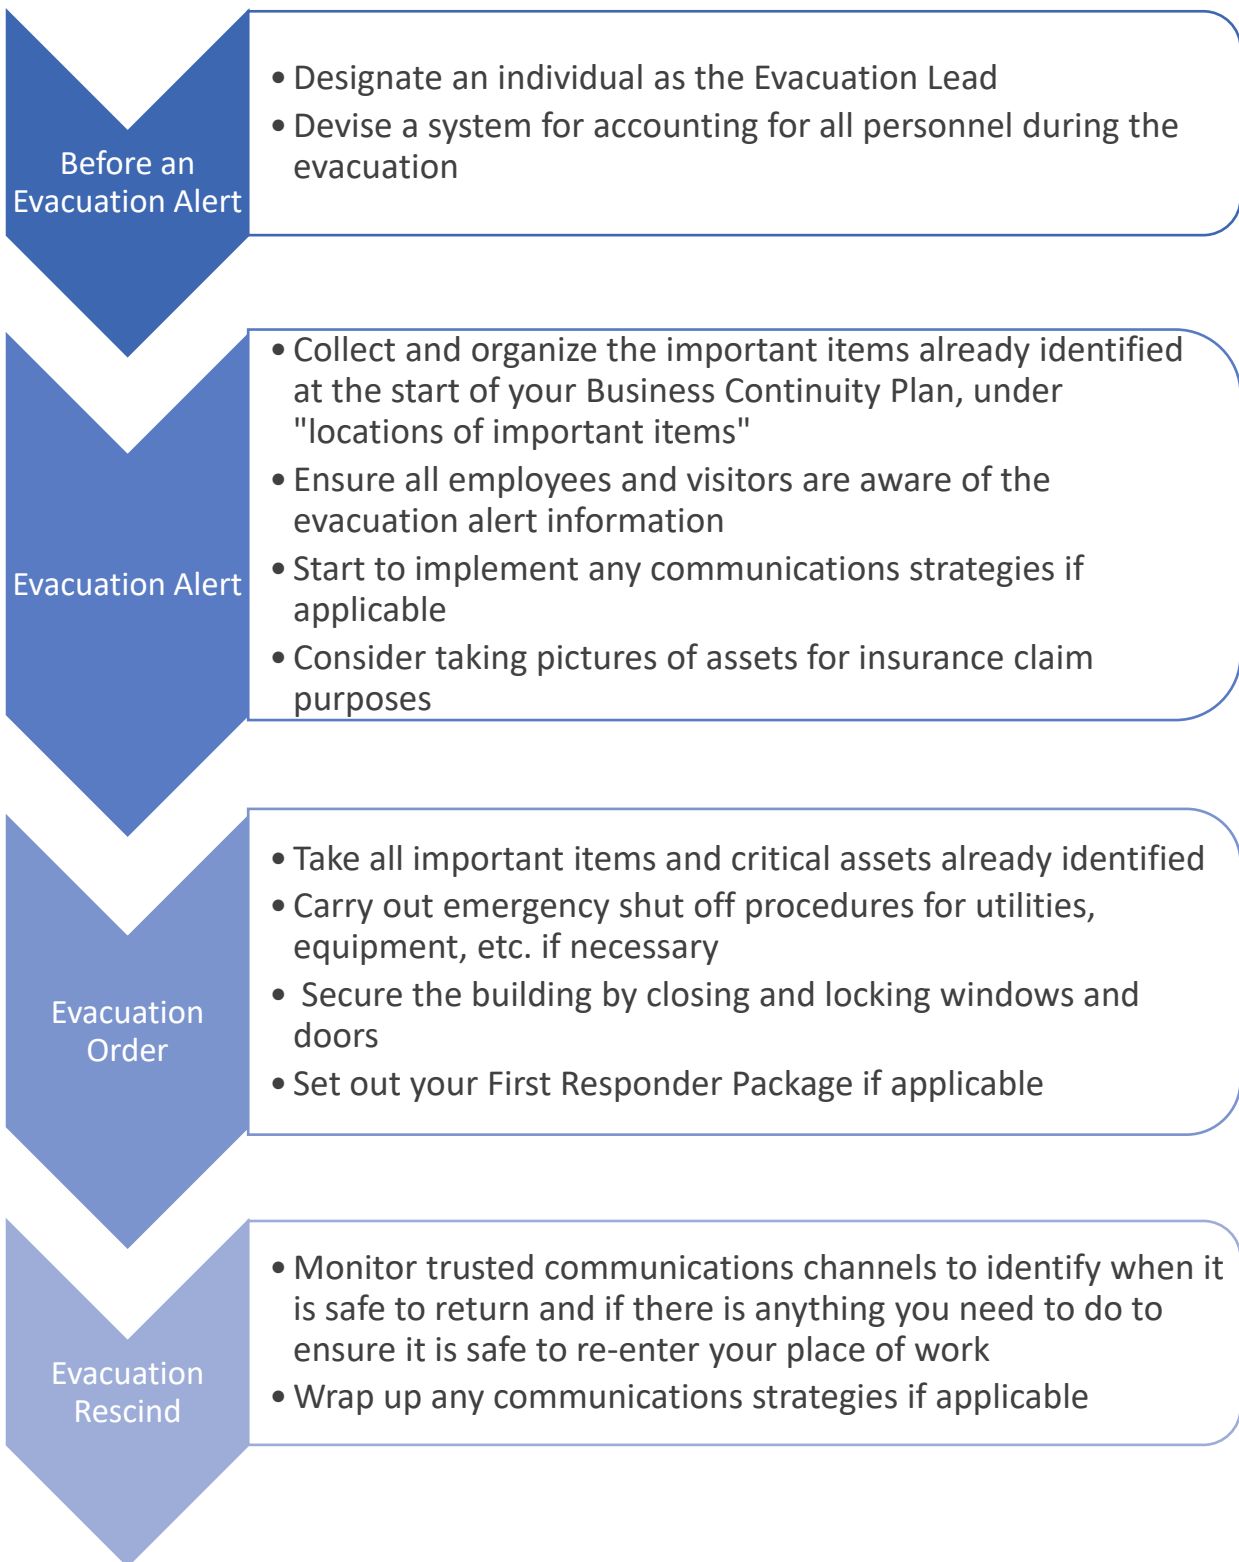 Before an
Evacuation Alert
• Designate an individual as the Evacuation Lead
• Devise a system for accounting for all personnel during the
evacuation
Evacuation Alert
• Collect and organize the important items already identified
at the start of your Business Continuity Plan, under
"locations of important items"
• Ensure all employees and visitors are aware of the
evacuation alert information
• Start to implement any communications strategies if
applicable
• Consider taking pictures of assets for insurance claim
purposes
Evacuation
Order
• Take all important items and critical assets already identified
• Carry out emergency shut off procedures for utilities,
equipment, etc. if necessary
• Secure the building by closing and locking windows and
doors
• Set out your First Responder Package if applicable
Evacuation
Rescind
• Monitor trusted communications channels to identify when it
is safe to return and if there is anything you need to do to
ensure it is safe to re-enter your place of work
• Wrap up any communications strategies if applicable